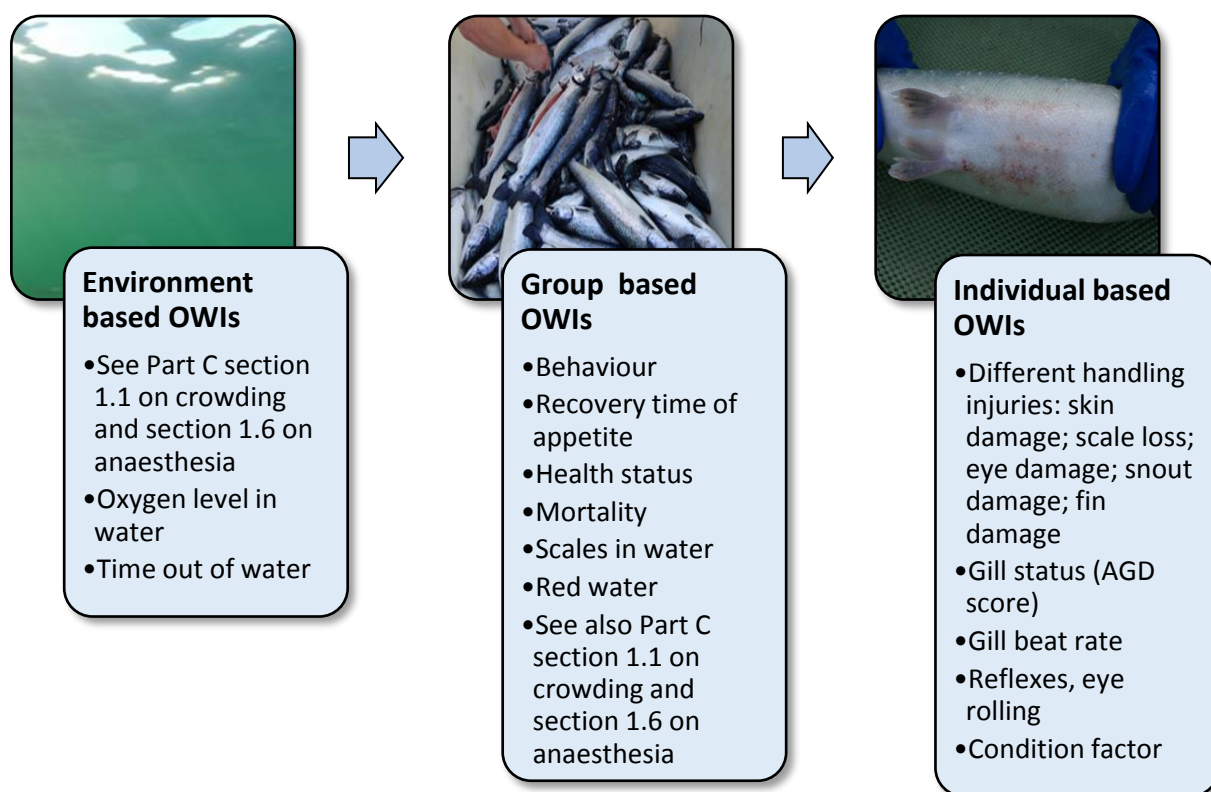 Environment
based OWIs
•See Part C section
1.1 on crowding
and section 1.6 on
anaesthesia
•Oxygen level in
water
•Time out of water
Group  based
OWIs
•Behaviour
•Recovery time of
appetite
•Health status
•Mortality
•Scales in water
•Red water
•See also Part C
section 1.1 on
crowding and
section 1.6 on
anaesthesia
Individual based
OWIs
•Different handling
injuries: skin
damage; scale loss;
eye damage; snout
damage; fin
damage
•Gill status (AGD
score)
•Gill beat rate
•Reflexes, eye
rolling
•Condition factor